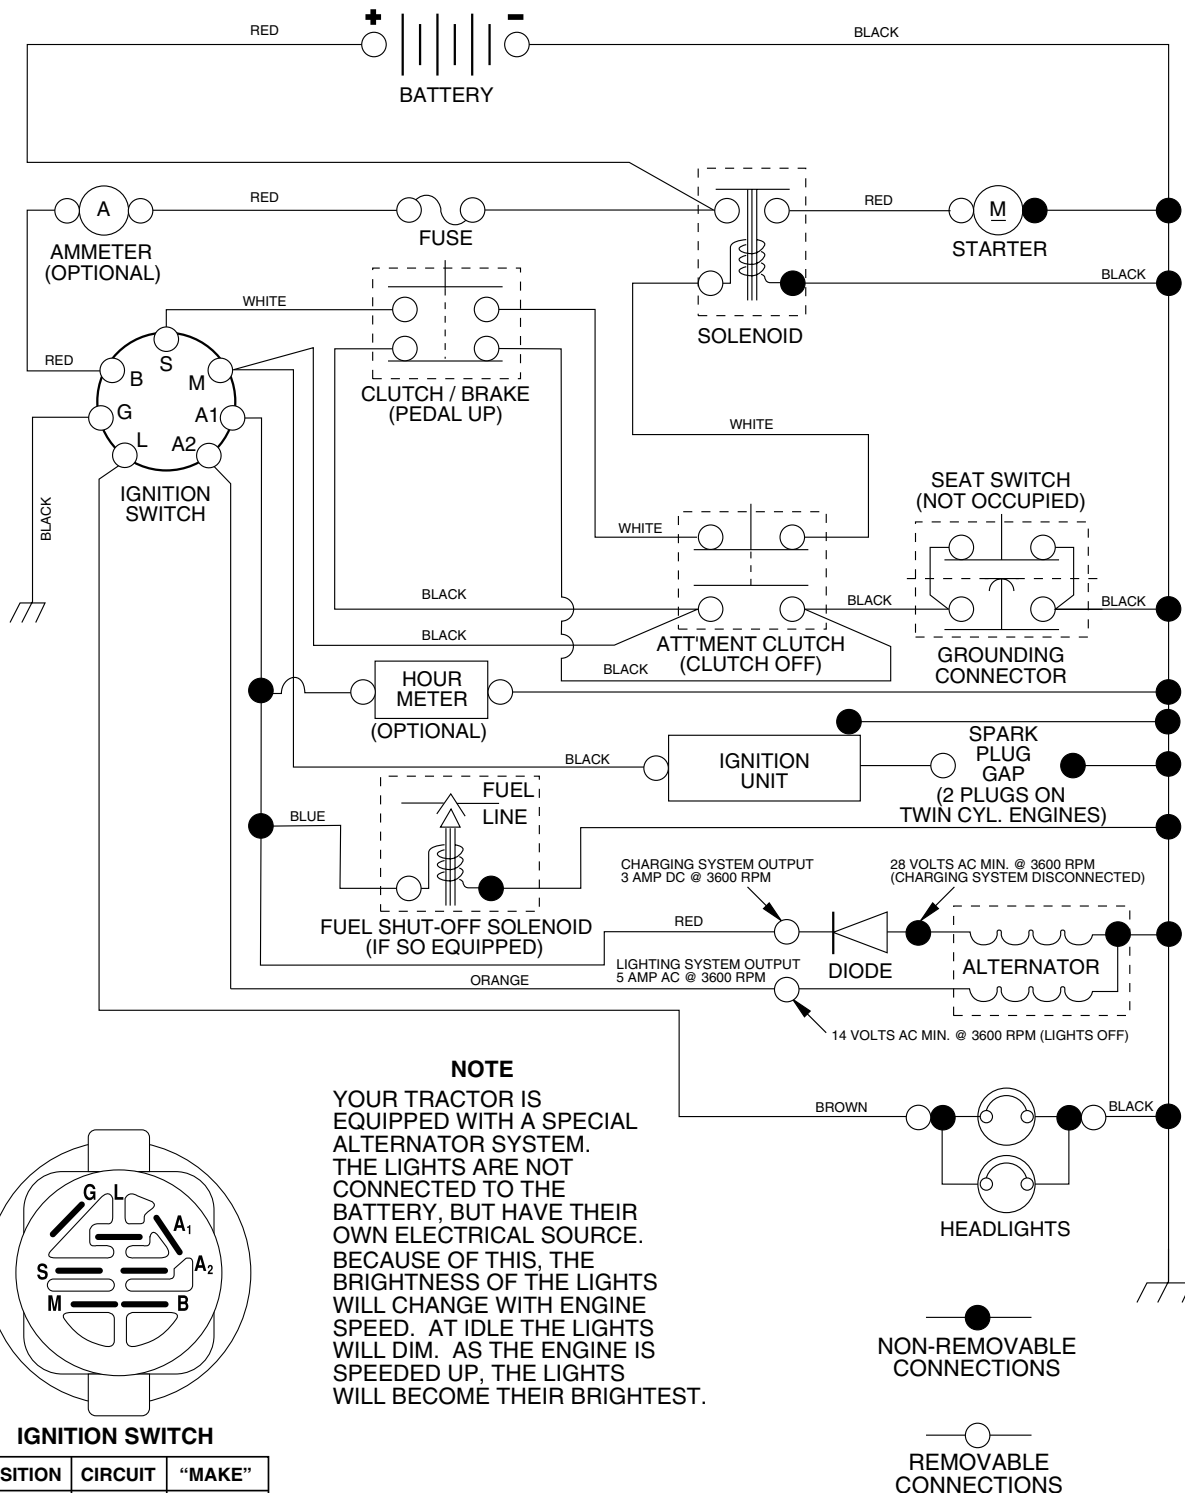 RED
+
-
BLACK
BATTERY
RED
A
AMMETER
(OPTIONAL)
FUSE
RED
M
STARTER
BLACK
SOLENOID
WHITE
CLUTCH / BRAKE
(PEDAL UP)
RED
S
B
M
G
A1
L
A2
IGNITION
SWITCH
BLACK
WHITE
SEAT SWITCH
(NOT OCCUPIED)
WHITE
BLACK
BLACK
BLACK
BLACK
ATT'MENT CLUTCH
(CLUTCH OFF)
BLACK
GROUNDING
CONNECTOR
HOUR
METER
(OPTIONAL)
BLACK
IGNITION
UNIT
SPARK
PLUG
GAP
(2 PLUGS ON
TWIN CYL. ENGINES)
BLUE
FUEL
LINE
FUEL SHUT-OFF SOLENOID
(IF SO EQUIPPED)
CHARGING SYSTEM OUTPUT
3 AMP DC @ 3600 RPM
28 VOLTS AC MIN. @ 3600 RPM
(CHARGING SYSTEM DISCONNECTED)
RED
DIODE
ALTERNATOR
LIGHTING SYSTEM OUTPUT
5 AMP AC @ 3600 RPM
ORANGE
14 VOLTS AC MIN. @ 3600 RPM (LIGHTS OFF)
NOTE
YOUR TRACTOR IS
EQUIPPED WITH A SPECIAL
ALTERNATOR SYSTEM.
THE LIGHTS ARE NOT
CONNECTED TO THE
BATTERY, BUT HAVE THEIR
OWN ELECTRICAL SOURCE.
BECAUSE OF THIS, THE
BRIGHTNESS OF THE LIGHTS
WILL CHANGE WITH ENGINE
SPEED. AT IDLE THE LIGHTS
WILL DIM. AS THE ENGINE IS
SPEEDED UP, THE LIGHTS
WILL BECOME THEIR BRIGHTEST.
BROWN
BLACK
HEADLIGHTS
G L
A1
S
A2
M
B
IGNITION SWITCH
SITION CIRCUIT “MAKE”
NON-REMOVABLE
CONNECTIONS
REMOVABLE
CONNECTIONS